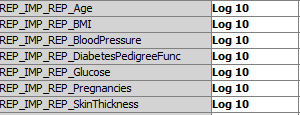 REP_IMP_REP_Age Log 10
REP_IMP_REP_BMI Log 10
REP_IMP_REP_BloodPressure Log 10
REP_IMP_REP_DiabetesPedigreeFunc Log 10
REP_IMP_REP_Glucose Log 10
REP_IMP_REP_Pregnancies Log 10
REP_IMP_REP_SkinThickness Log 10